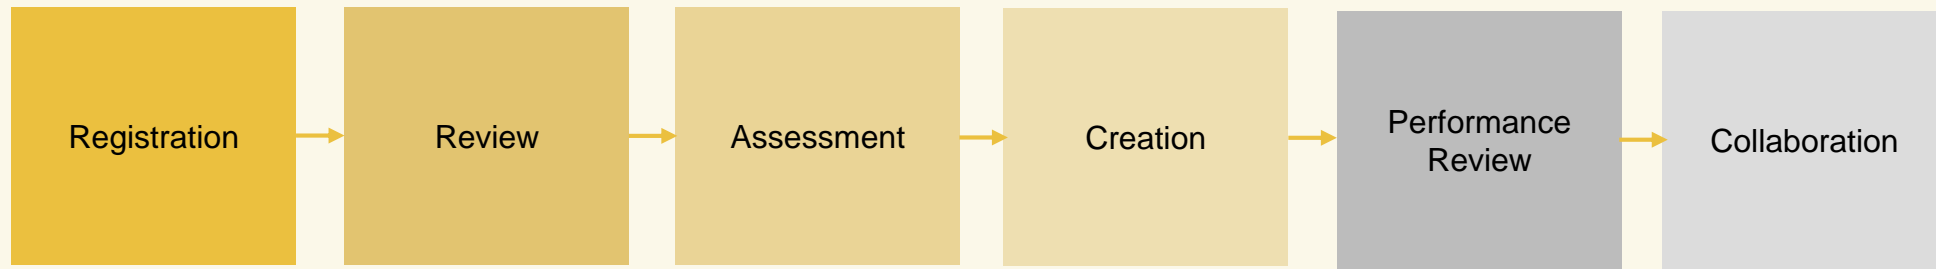 Registration
Review
Assessment
Creation
Performance
Review
Collaboration